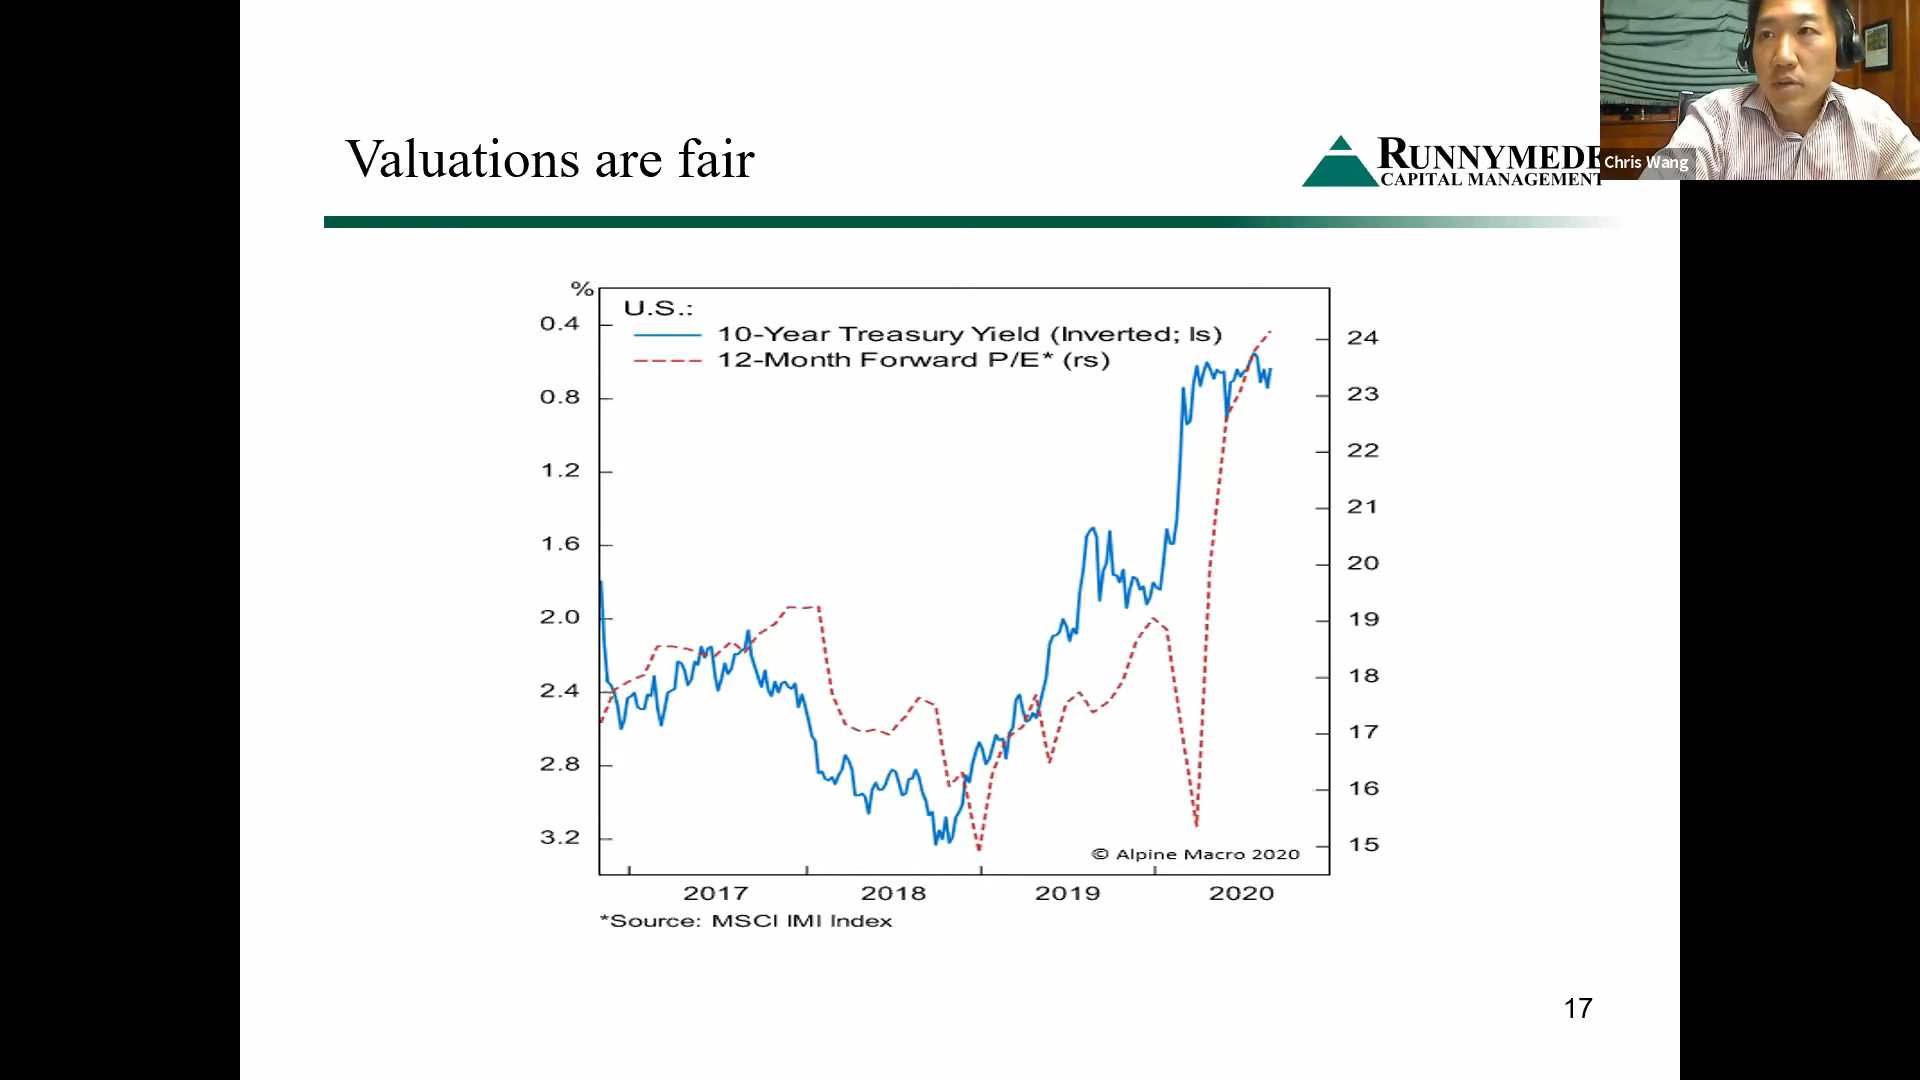 Valuations are fair
RUNNYMEDE
CAPITAL MANAGEMENT
Chris Wang
%
U.S.:
10-Year Treasury Yield (Inverted; ls)
12-Month Forward P/E* (rs)
0.4
0.8
1.2
1.6
2.0
2.4
2.8
3.2
24
23
22
21
20
19
18
17
16
15
© Alpine Macro 2020
2017 2018 2019 2020
*Source: MSCI IMI Index
17